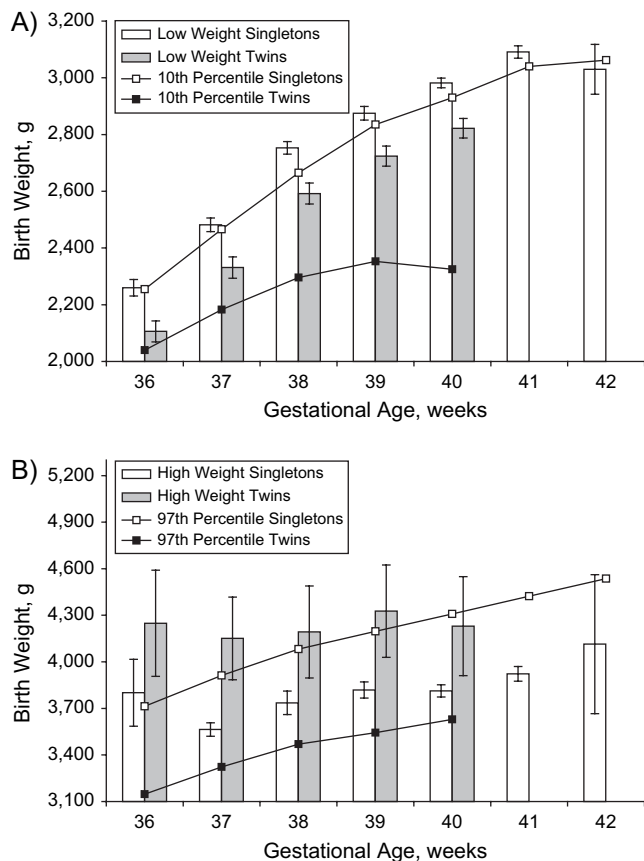 A)
Low Weight Singletons
Low Weight Twins
10th Percentile Singletons
10th Percentile Twins
3,200
3,000
2,800
2,600
2,400
2,200
2,000
Birth Weight, g
36 37 38 39 40 41 42
Gestational Age, weeks
B)
High Weight Singletons
High Weight Twins
97th Percentile Singletons
97th Percentile Twins
5,200
4,900
4,600
4,300
4,000
3,700
3,400
3,100
Birth Weight, g
36 37 38 39 40 41 42
Gestational Age, weeks